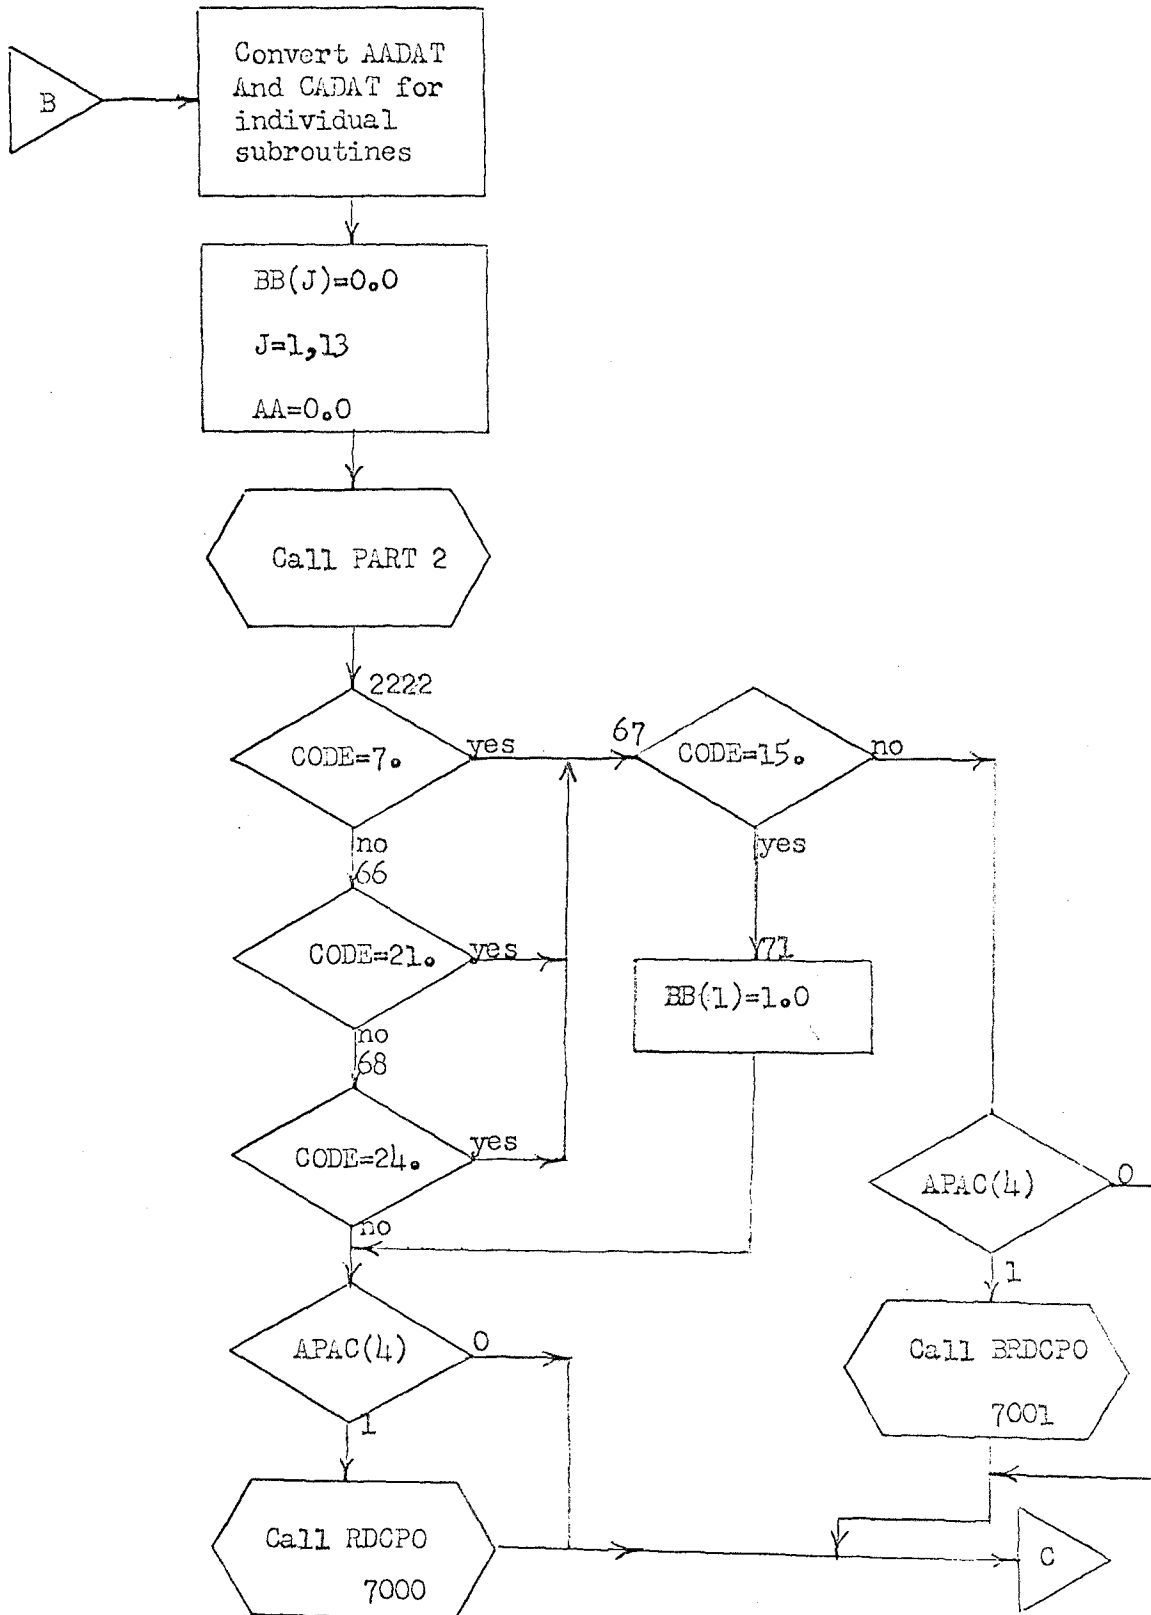 B
Convert AADAT
And CADAT for
individual
subroutines
BB(J)=0.0
J=1,13
AA=0.0
Call PART 2
2222
CODE=7.
yes
67
CODE=15.
no
no
66
yes
CODE=21.
yes
71
BB(1)=1.0
no
68
CODE=24.
yes
APAC(4)
0
no
1
APAC(4)
0
Call BRDCPO
7001
1
Call RDCPO
7000
C